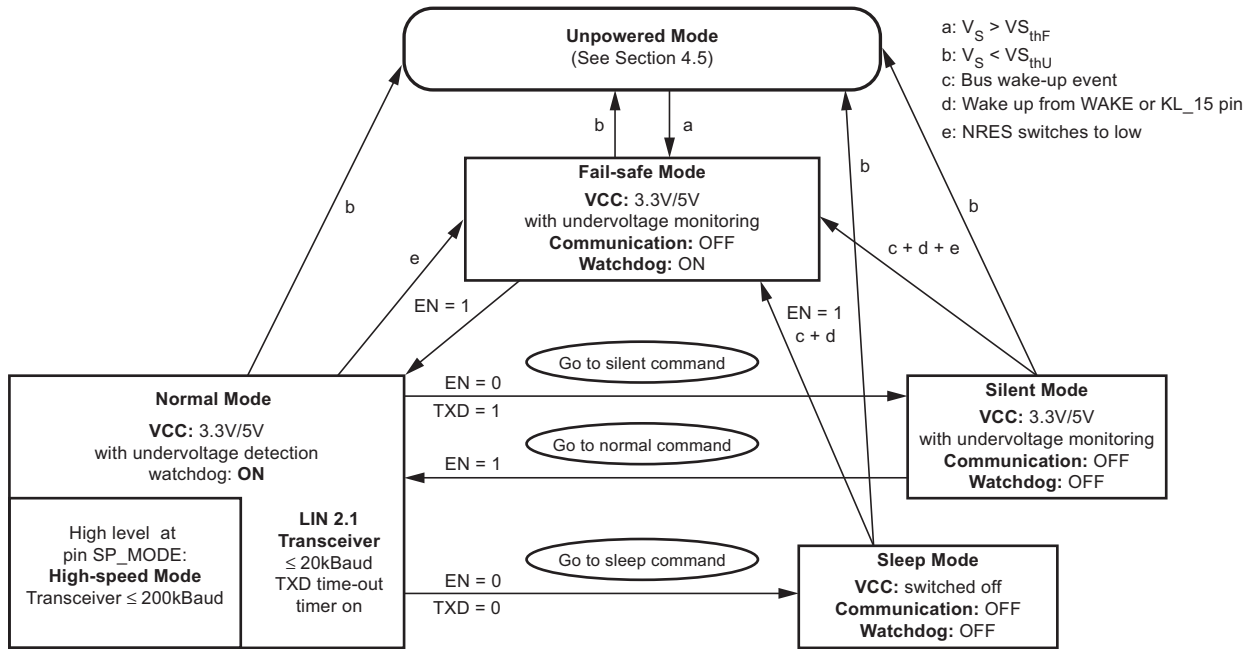 Unpowered Mode
(See Section 4.5)
a: VS > VSthF
b: VS < VSthU
c: Bus wake-up event
d: Wake up from WAKE or KL_15 pin
e: NRES switches to low
b
a
b
b
b
e
c + d + e
Fail-safe Mode
VCC: 3.3V/5V
with undervoltage monitoring
Communication: OFF
Watchdog: ON
EN = 1
EN = 1
c + d
Go to silent command
EN = 0
TXD = 1
Go to normal command
EN = 1
Go to sleep command
EN = 0
TXD = 0
Normal Mode
VCC: 3.3V/5V
with undervoltage detection
watchdog: ON
High level at
pin SP_MODE:
High-speed Mode
Transceiver ≤ 200kBaud
LIN 2.1
Transceiver
≤ 20kBaud
TXD time-out
timer on
Silent Mode
VCC: 3.3V/5V
with undervoltage monitoring
Communication: OFF
Watchdog: OFF
Sleep Mode
VCC: switched off
Communication: OFF
Watchdog: OFF